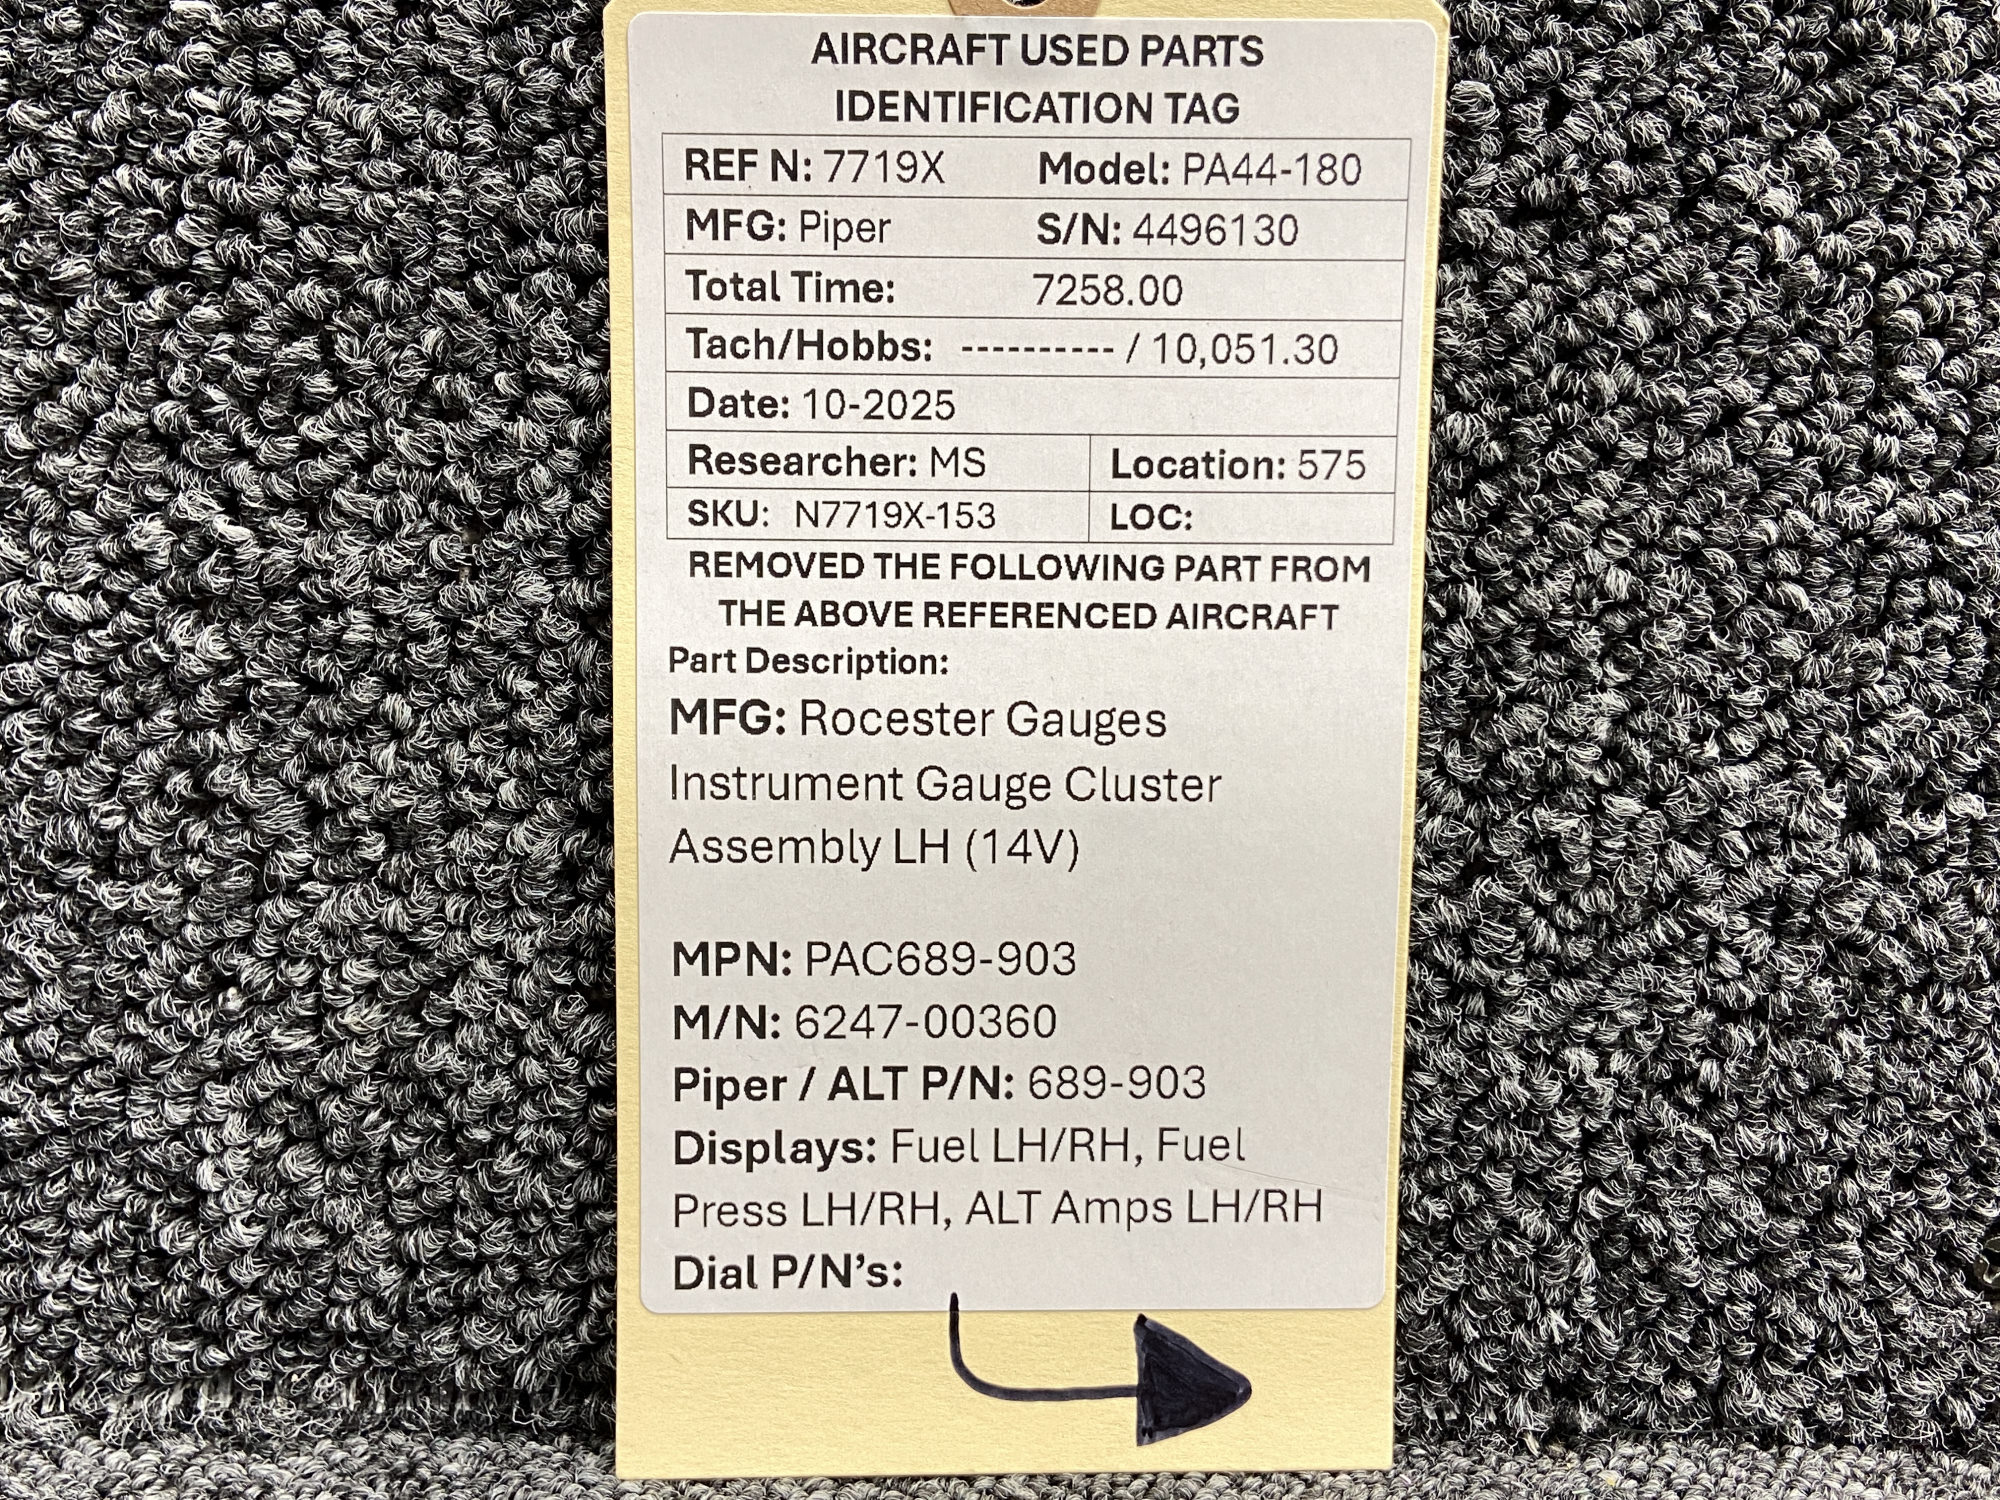 AIRCRAFT USED PARTS
IDENTIFICATION TAG
REF N: 7719X Model: PA44-180
MFG: Piper S/N: 4496130
Total Time: 7258.00
Tach/Hobbs: ---------- / 10,051.30
Date: 10-2025
Researcher: MS Location: 575
SKU: N7719X-153 LOC:
REMOVED THE FOLLOWING PART FROM
THE ABOVE REFERENCED AIRCRAFT
Part Description:
MFG: Rocester Gauges
Instrument Gauge Cluster
Assembly LH (14V)
MPN: PAC689-903
M/N: 6247-00360
Piper / ALT P/N: 689-903
Displays: Fuel LH/RH, Fuel
Press LH/RH, ALT Amps LH/RH
Dial P/N's: